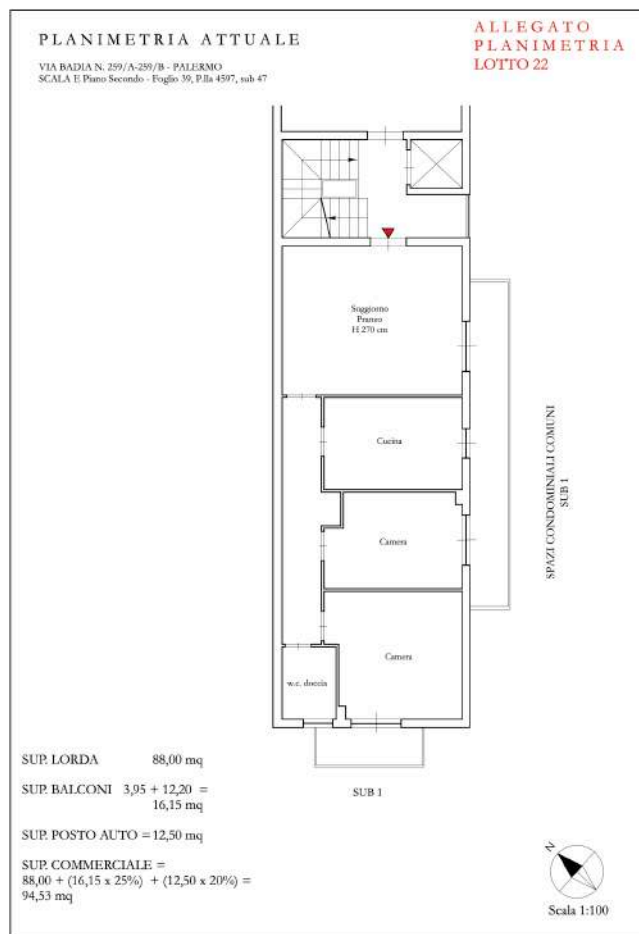 PLANIMETRIA ATTUALE
ALLEGATO
PLANIMETRIA
LOTTO 22
VIA BADIA N. 259/A-259/B - PALERMO
SCALA E Piano Secondo - Foglio 39, P.lla 4597, sub 47
Soggiorno
Pranzo
H 270 cm
Cucina
Camera
Camera
w.c. doccia
SPAZI CONDOMINIALI COMUNI
SUB 1
SUB 1
SUP. LORDA 88,00 mq
SUP. BALCONI 3,95 + 12,20 =
16,15 mq
SUP. POSTO AUTO = 12,50 mq
SUP. COMMERCIALE =
88,00 + (16,15 x 25%) + (12,50 x 20%) =
94,53 mq
N
Scala 1:100